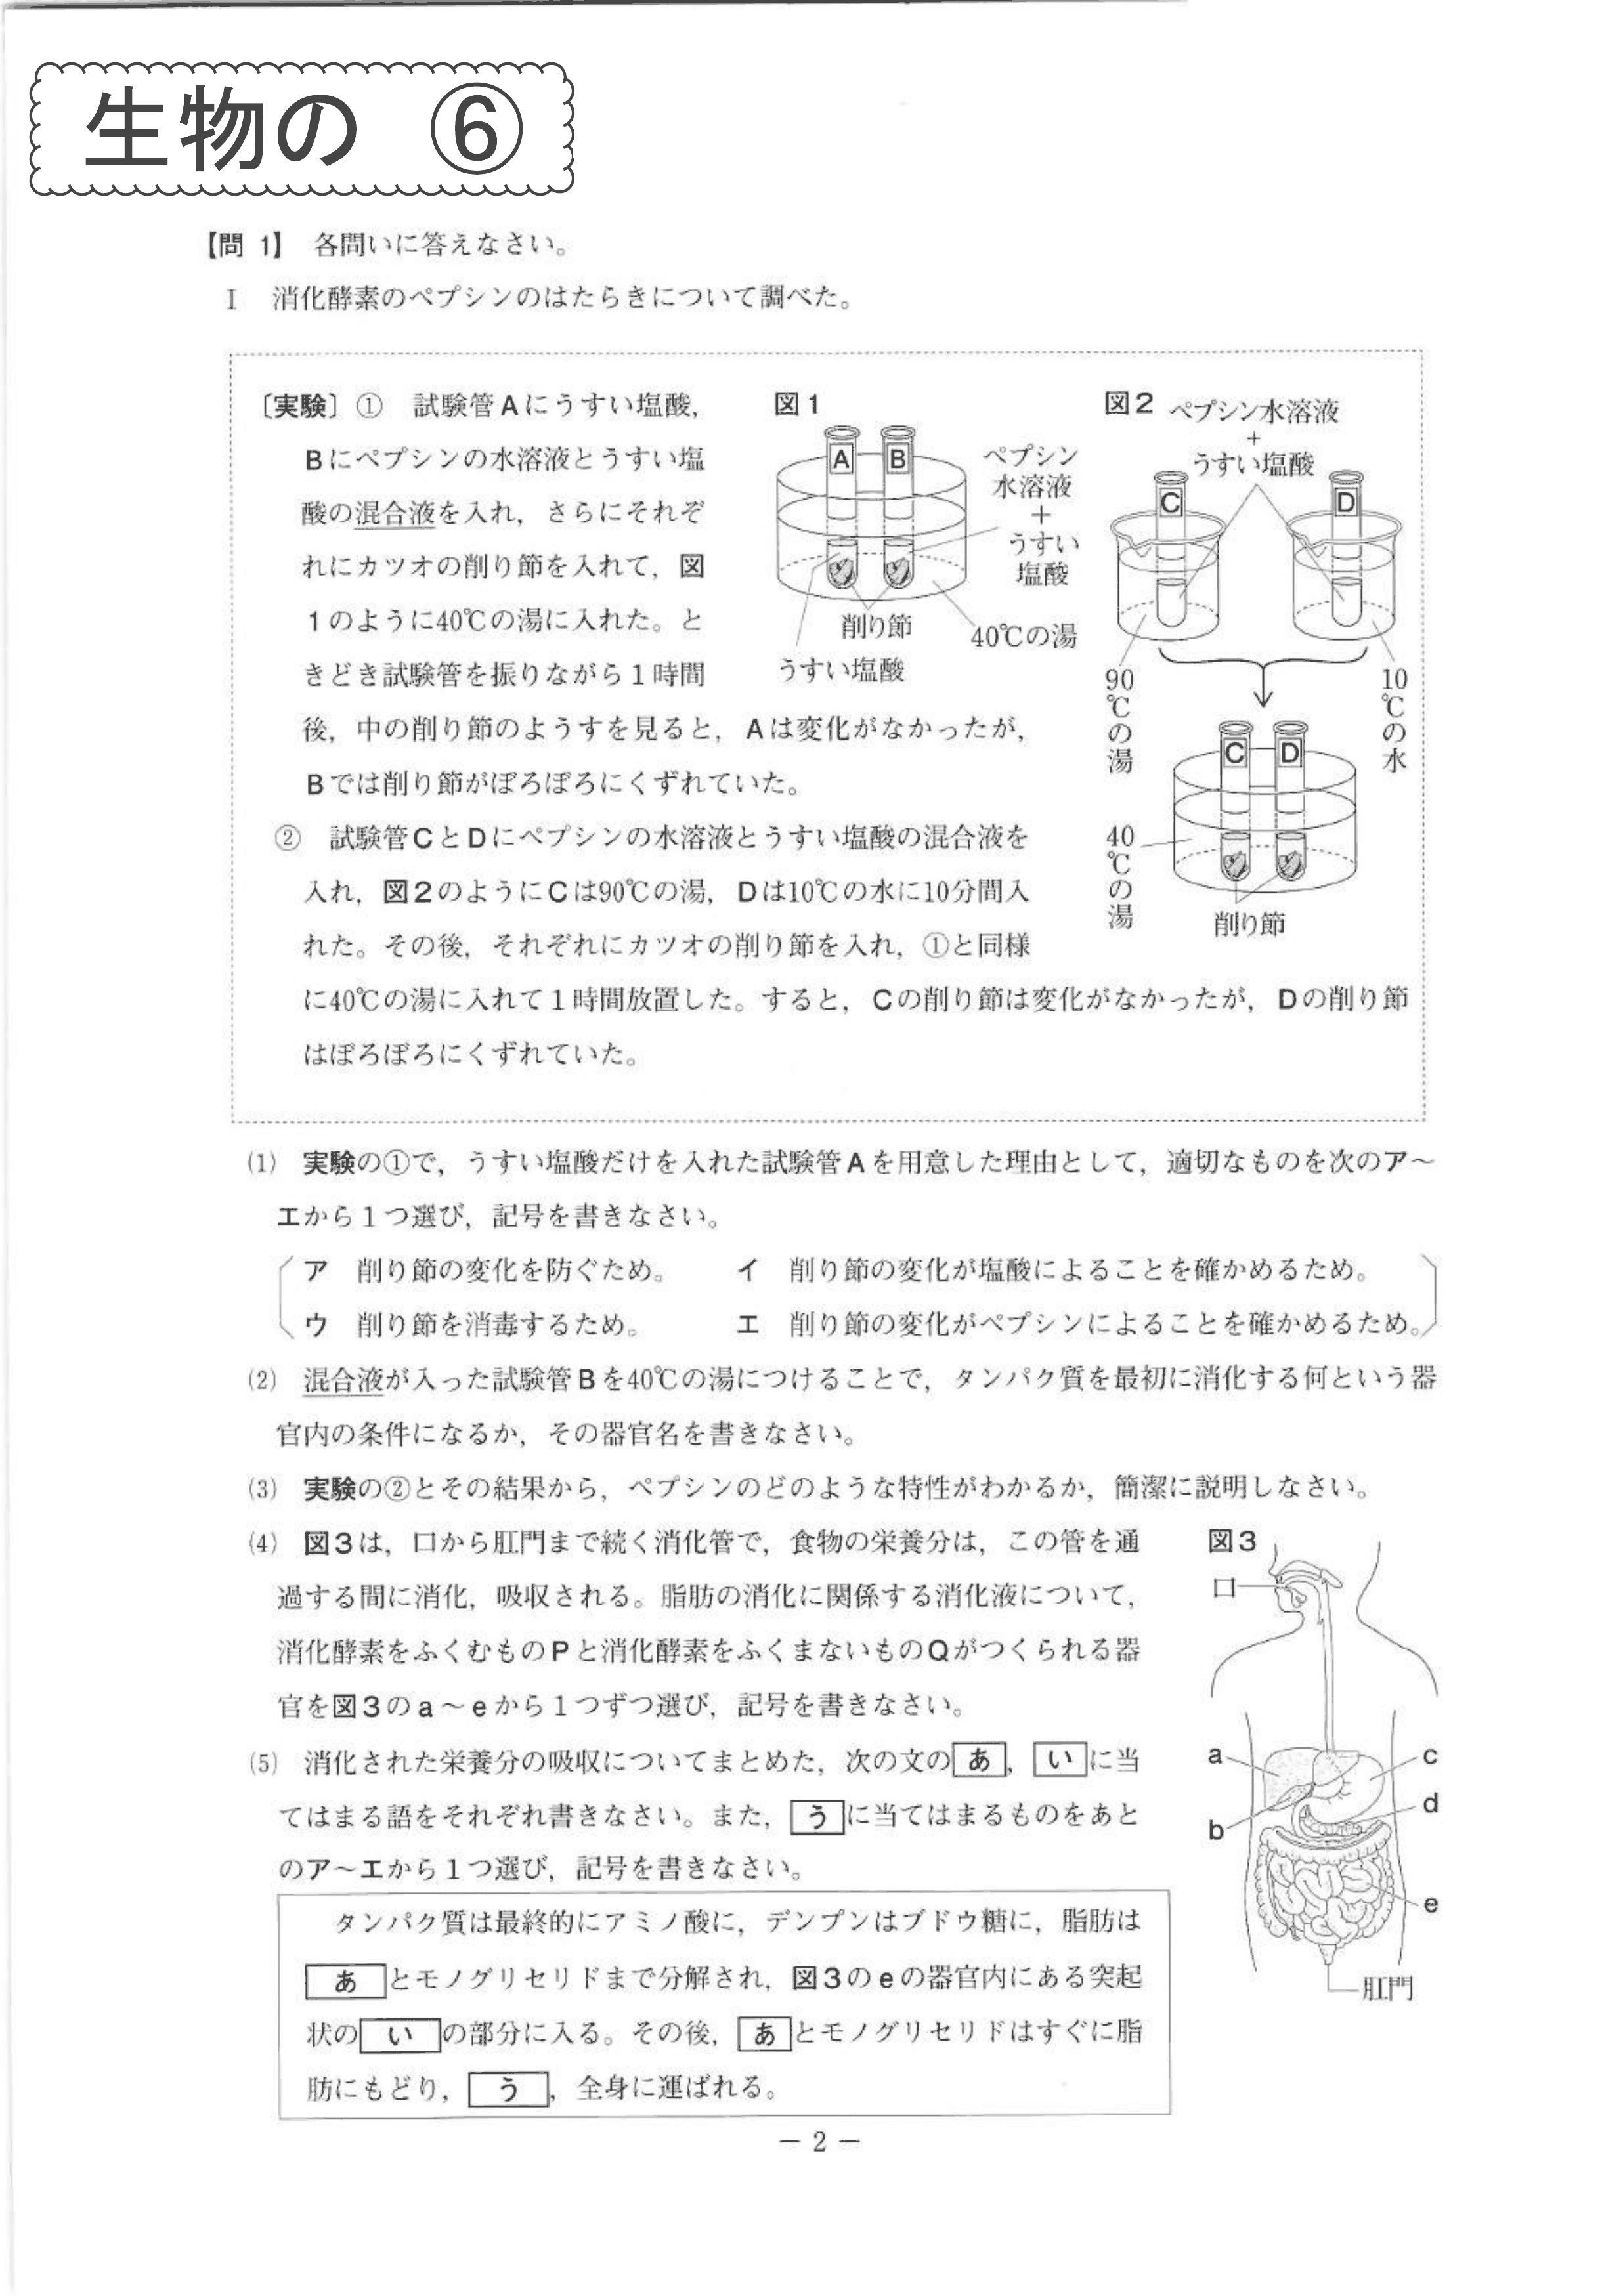 生物の ⑥
【問 1】 各問いに答えなさい。
Ⅰ 消化酵素のペプシンのはたらきについて調べた。
〔実験〕① 試験管Aにうすい塩酸,
Bにペプシンの水溶液とうすい塩
酸の混合液を入れ，さらにそれぞ
れにカツオの削り節を入れて，図
1のように40℃の湯に入れた。と
きどき試験管を振りながら1時間
後，中の削り節のようすを見ると，Aは変化がなかったが，
Bでは削り節がぼろぼろにくずれていた。
② 試験管CとDにペプシンの水溶液とうすい塩酸の混合液を
入れ，図2のようにCは90℃の湯，Dは10℃の水に10分間入
れた。その後，それぞれにカツオの削り節を入れ，①と同様
に40℃の湯に入れて1時間放置した。すると，Cの削り節は変化がなかったが，Dの削り節
はぼろぼろにくずれていた。
図1
A B
ペプシン
水溶液
+
うすい
塩酸
削り節
40℃の湯
うすい塩酸
図2 ペプシン水溶液
+
うすい塩酸
C D
90℃の湯
10℃の水
C D
40℃の湯
削り節
(1) 実験の①で，うすい塩酸だけを入れた試験管Aを用意した理由として，適切なものを次のア～
エから1つ選び，記号を書きなさい。
ア 削り節の変化を防ぐため。 イ 削り節の変化が塩酸によることを確かめるため。
ウ 削り節を消毒するため。 エ 削り節の変化がペプシンによることを確かめるため。
(2) 混合液が入った試験管Bを40℃の湯につけることで，タンパク質を最初に消化する何という器
官内の条件になるか，その器官名を書きなさい。
(3) 実験の②とその結果から，ペプシンのどのような特性がわかるか，簡潔に説明しなさい。
(4) 図3は，口から肛門まで続く消化管で，食物の栄養分は，この管を通
過する間に消化，吸収される。脂肪の消化に関係する消化液について，
消化酵素をふくむものPと消化酵素をふくまないものQがつくられる器
官を図3のa～eから1つずつ選び，記号を書きなさい。
(5) 消化された栄養分の吸収についてまとめた，次の文のあ，いに当
てはまる語をそれぞれ書きなさい。また，うに当てはまるものをあと
のア～エから1つ選び，記号を書きなさい。
タンパク質は最終的にアミノ酸に，デンプンはブドウ糖に，脂肪は
あとモノグリセリドまで分解され，図3のeの器官内にある突起
状のいの部分に入る。その後，あとモノグリセリドはすぐに脂
肪にもどり，う，全身に運ばれる。
図3
口
a
b
c
d
e
肛門
― 2 ―